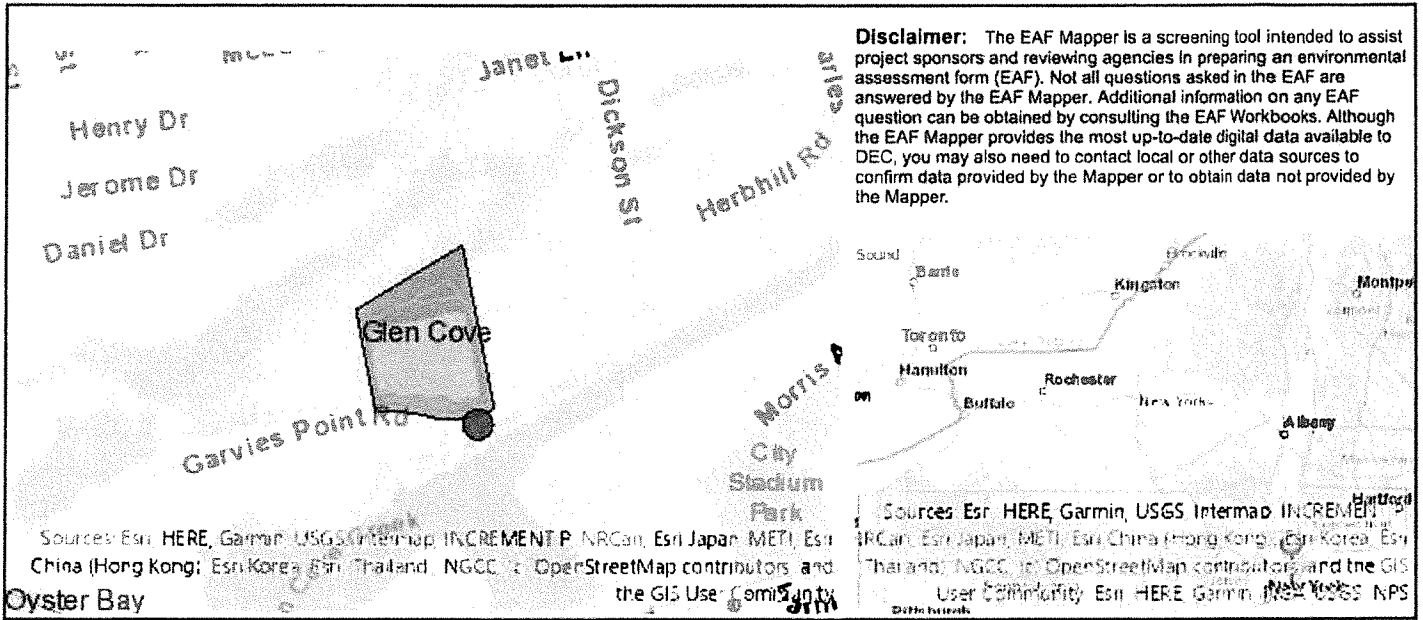 Disclaimer: The EAF Mapper is a screening tool intended to assist
project sponsors and reviewing agencies in preparing an environmental
assessment form (EAF). Not all questions asked in the EAF are
answered by the EAF Mapper. Additional information on any EAF
question can be obtained by consulting the EAF Workbooks. Although
the EAF Mapper provides the most up-to-date digital data available to
DEC, you may also need to contact local or other data sources to
confirm data provided by the Mapper or to obtain data not provided by
the Mapper.
Janet
Henry Dr
Jerome Dr
Daniel Dr
Dickson St
Herbhill Rd
Glen Cove
Garvies Point Rd
Morris
City
Stadium
Park
Oyster Bay
Sources: Esri, HERE, Garmin, USGS, Intermap, INCREMENT P, NRCan, Esri Japan, METI, Esri
China (Hong Kong), Esri Korea, Esri Thailand, NGCC, (c) OpenStreetMap contributors, and
the GIS User Community
Sound
Barrie
Kingston
Montpe
Toronto
Hamilton
Rochester
Buffalo
New York
Albany
Hartford
Sources: Esri, HERE, Garmin, USGS, Intermap, INCREMENT P,
NRCan, Esri Japan, METI, Esri China (Hong Kong), Esri Korea, Esri
Thailand, NGCC, (c) OpenStreetMap contributors, and the GIS
User Community, Esri, HERE, Garmin, USGS, NPS